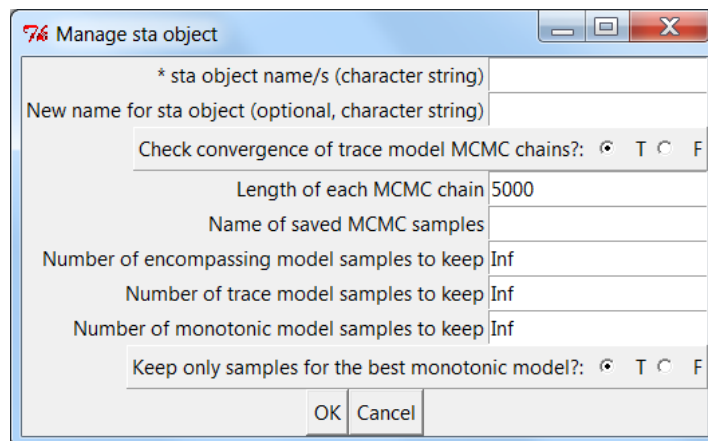 Manage sta object
* sta object name/s (character string)
New name for sta object (optional, character string)
Check convergence of trace model MCMC chains?: T F
Length of each MCMC chain 5000
Name of saved MCMC samples
Number of encompassing model samples to keep Inf
Number of trace model samples to keep Inf
Number of monotonic model samples to keep Inf
Keep only samples for the best monotonic model?: T F
OK Cancel